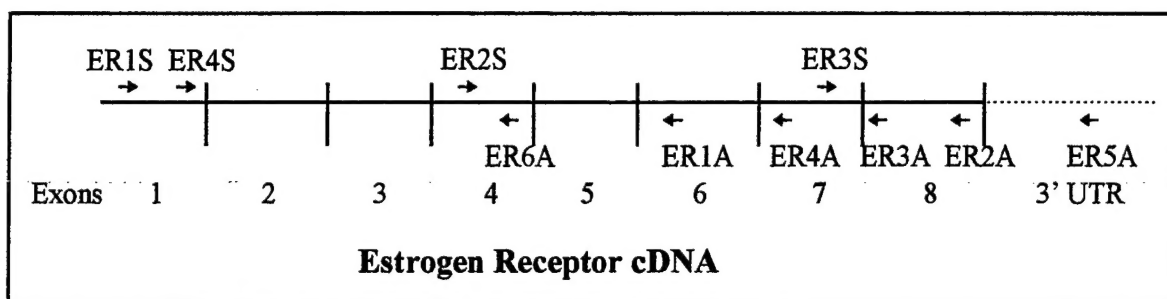 ER1S ER4S ER2S ER3S
ER6A ER1A ER4A ER3A ER2A ER5A
Exons 1 2 3 4 5 6 7 8 3' UTR
Estrogen Receptor cDNA